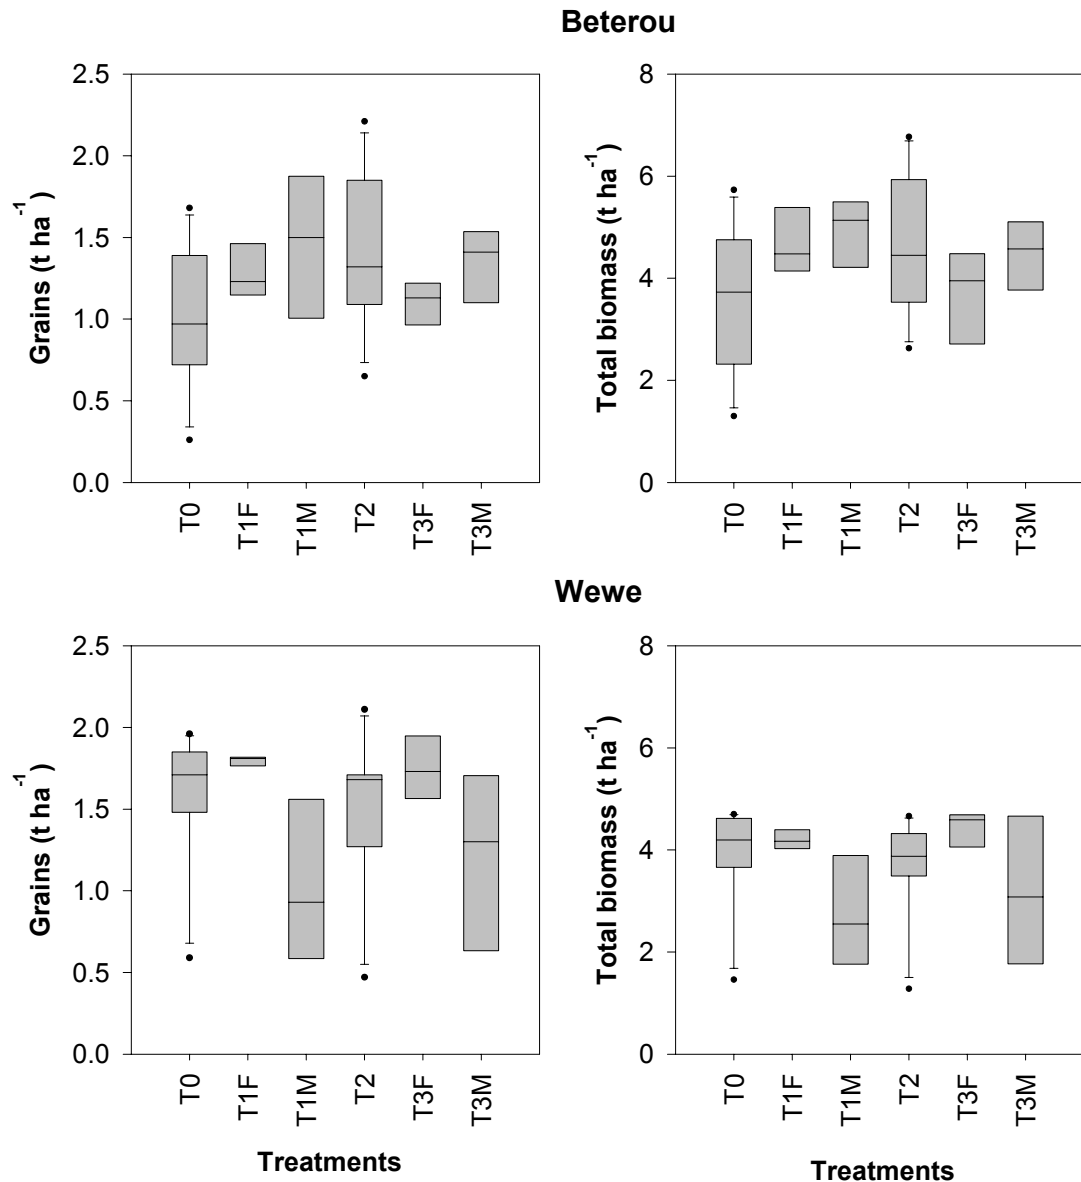 Beterou
Grains (t ha⁻¹)
2.5
2.0
1.5
1.0
0.5
0.0
T0 T1F T1M T2 T3F T3M
Total biomass (t ha⁻¹)
8
6
4
2
0
T0 T1F T1M T2 T3F T3M
Wewe
Grains (t ha⁻¹)
2.5
2.0
1.5
1.0
0.5
0.0
T0 T1F T1M T2 T3F T3M
Treatments
Total biomass (t ha⁻¹)
8
6
4
2
0
T0 T1F T1M T2 T3F T3M
Treatments